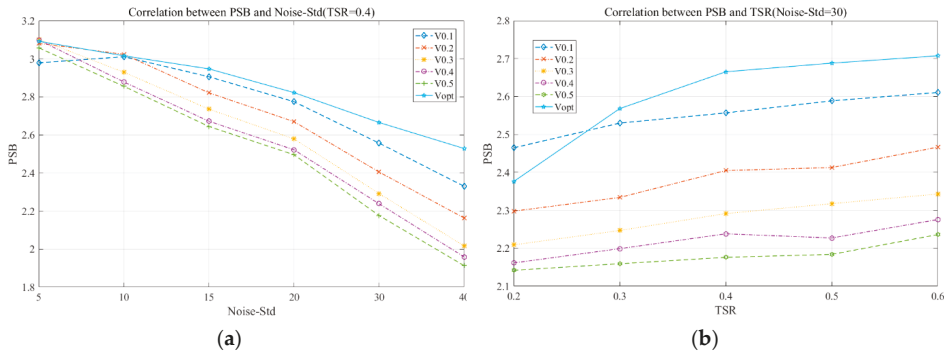 Correlation between PSB and Noise-Std(TSR=0.4)
PSB
3.2
3
2.8
2.6
2.4
2.2
2
1.8
5
10
15
20
30
40
Noise-Std
V0.1
V0.2
V0.3
V0.4
V0.5
Vopt
(a)
Correlation between PSB and TSR(Noise-Std=30)
PSB
2.8
2.7
2.6
2.5
2.4
2.3
2.2
2.1
0.2
0.3
0.4
0.5
0.6
TSR
V0.1
V0.2
V0.3
V0.4
V0.5
Vopt
(b)